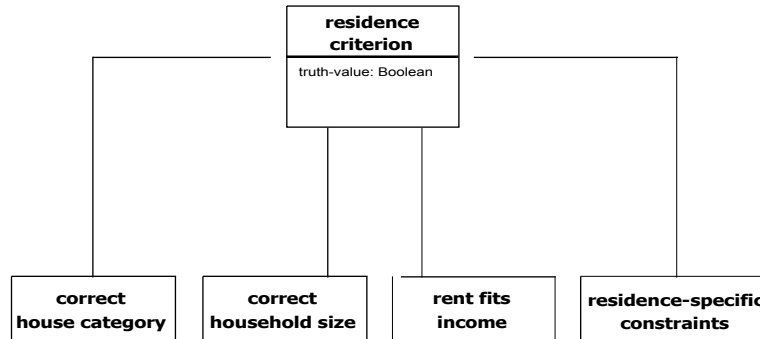 residence
criterion
truth-value: Boolean
correct
house category
correct
household size
rent fits
income
residence-specific
constraints